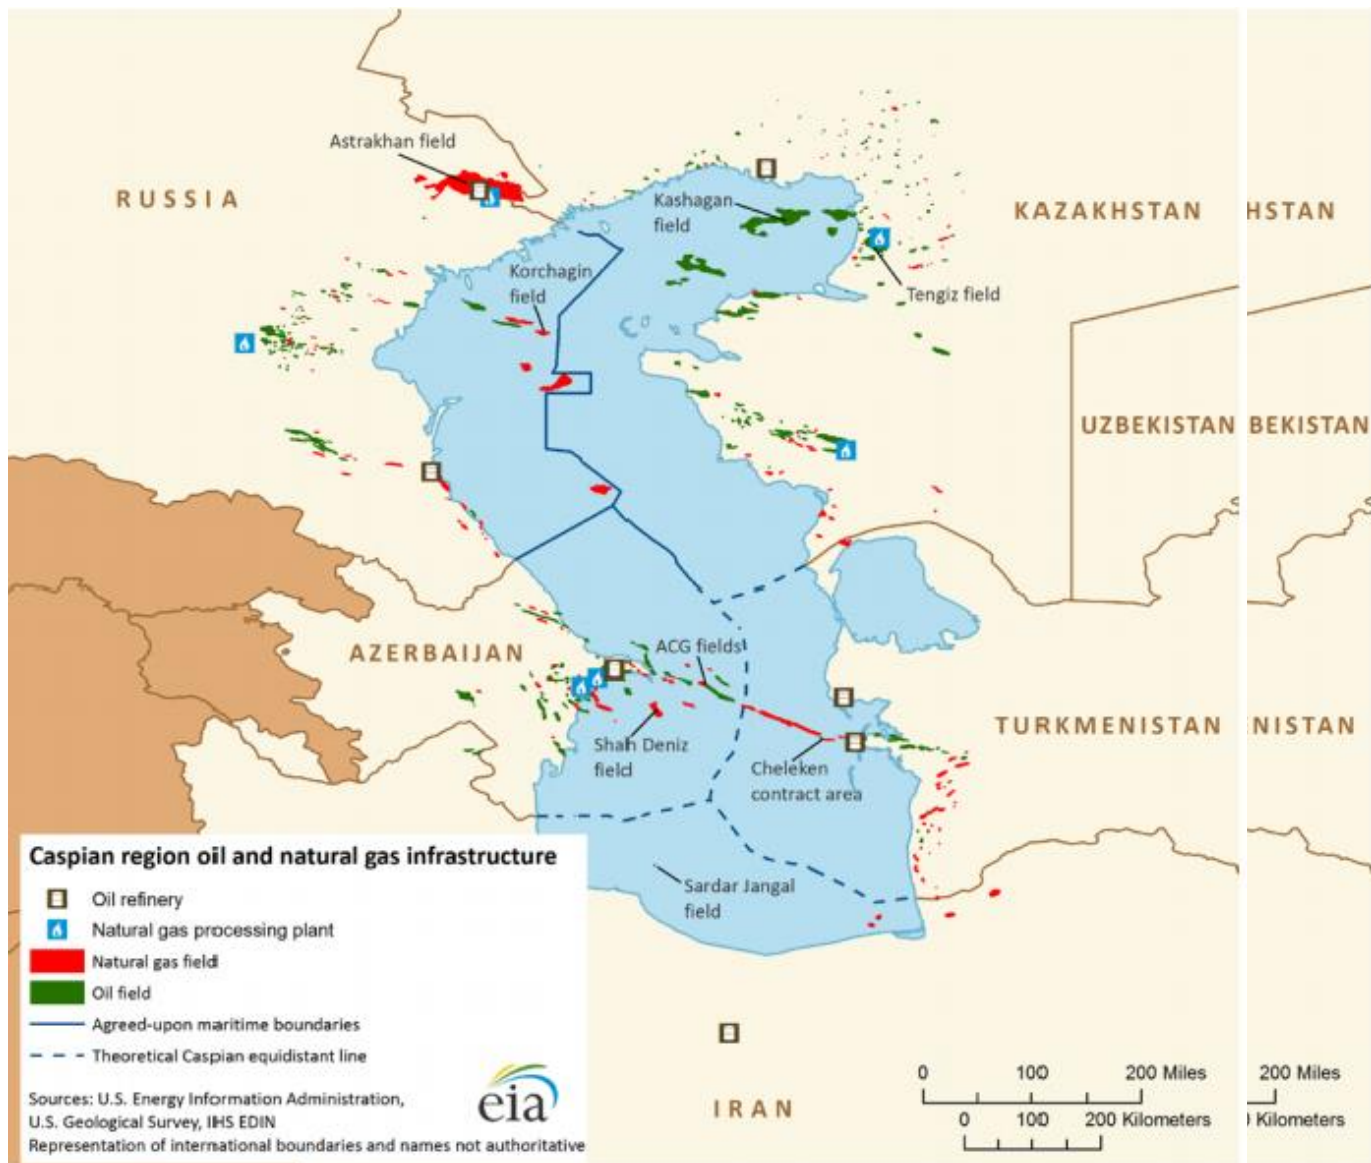 Astrakhan field
RUSSIA
Kashagan
field
KAZAKHSTAN
HSTAN
Korchagin
field
Tengiz field
UZBEKISTAN
BEKISTAN
AZERBAIJAN
ACG fields
TURKMENISTAN
NISTAN
Shah Deniz
field
Cheleken
contract area
Sardar Jangal
field
Caspian region oil and natural gas infrastructure
Oil refinery
Natural gas processing plant
Natural gas field
Oil field
Agreed-upon maritime boundaries
Theoretical Caspian equidistant line
Sources: U.S. Energy Information Administration,
U.S. Geological Survey, IHS EDIN
Representation of international boundaries and names not authoritative
eia
IRAN
0 100 200 Miles
200 Miles
0 100 200 Kilometers
Kilometers